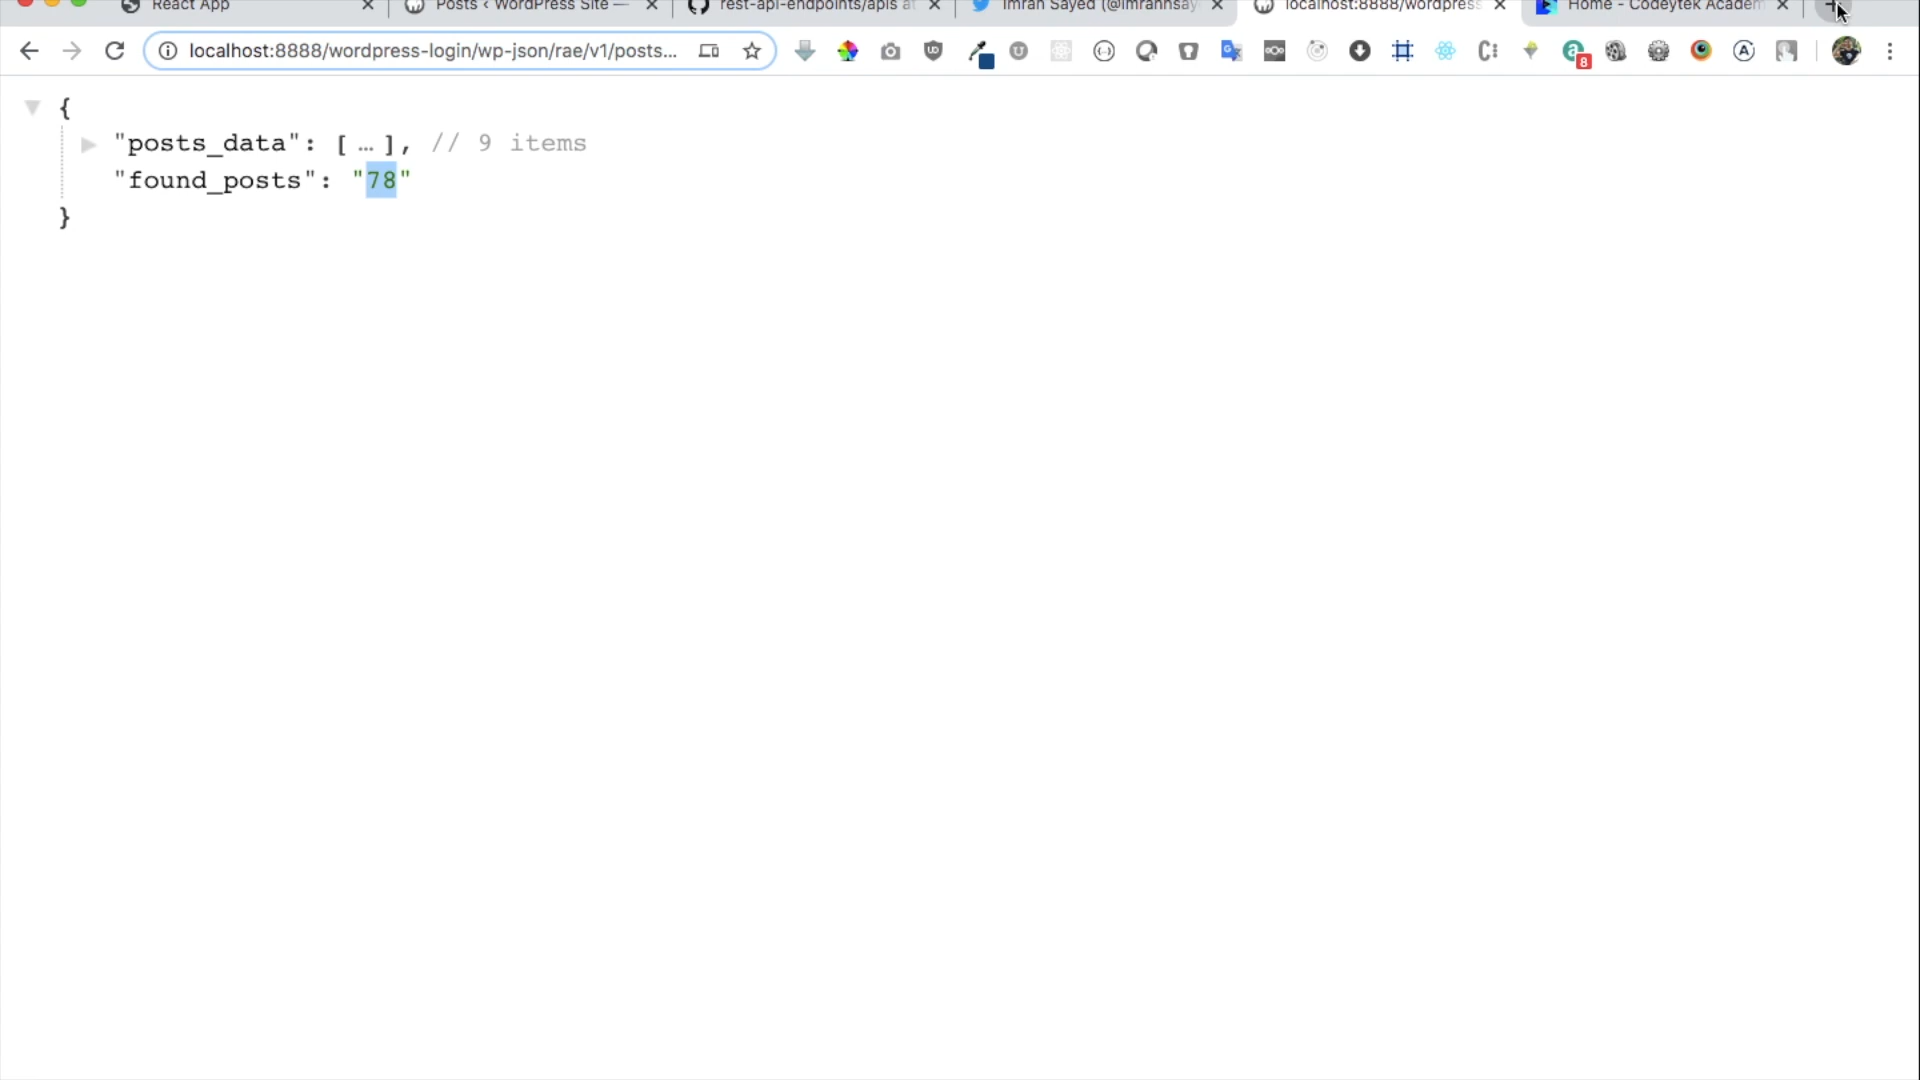 React App
Posts ‹ WordPress Site —
rest-api-endpoints/apis at
Imran Sayed (@imranhsay
localhost:8888/wordpress
Home - Codeytek Academ
localhost:8888/wordpress-login/wp-json/rae/v1/posts...
8
{
"posts_data": [ … ], // 9 items
"found_posts": "78"
}